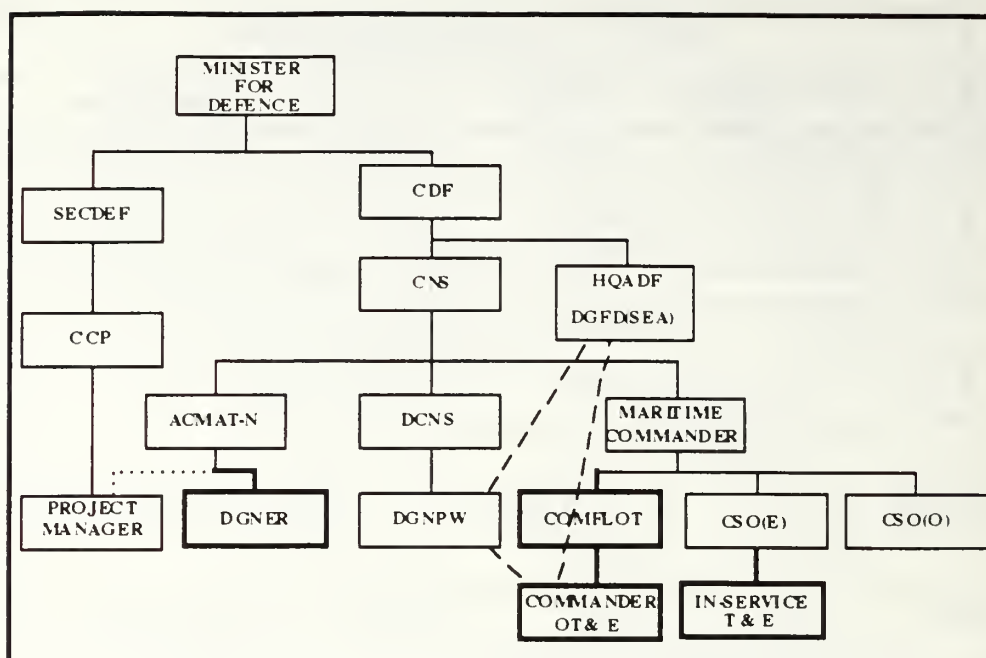 MINISTER
FOR
DEFENCE
SECDEF
CDF
CNS
HQADF
DGFD(SEA)
CCP
ACMAT-N
DCNS
MARITIME
COMMANDER
PROJECT
MANAGER
DGNER
DGNPW
COMFLOT
CSO(E)
CSO(O)
COMMANDER
OT& E
IN-SERVICE
T & E